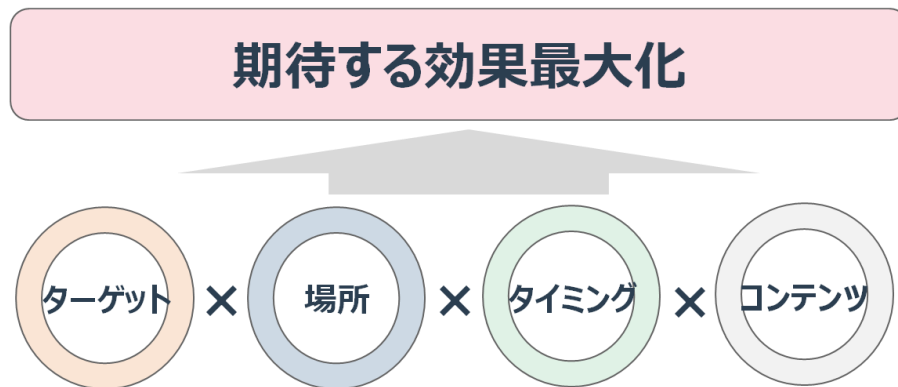 期待する効果最大化
ターゲット × 場所 × タイミング × コンテンツ